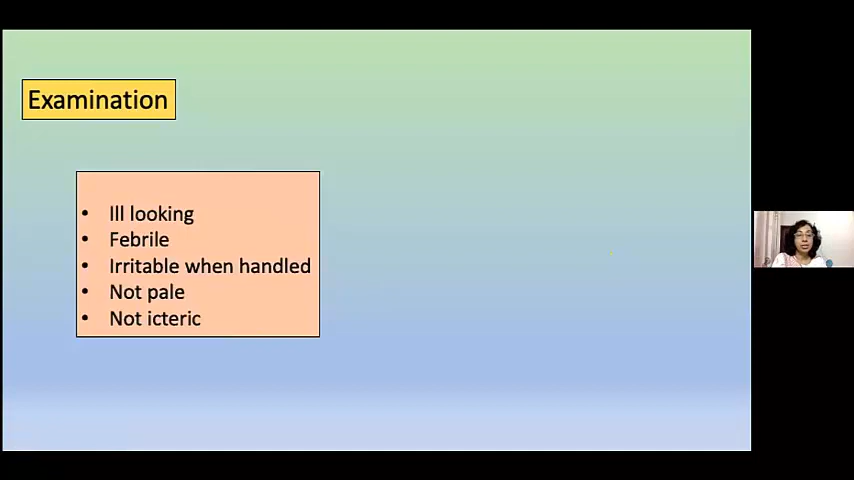 Examination
• Ill looking
• Febrile
• Irritable when handled
• Not pale
• Not icteric